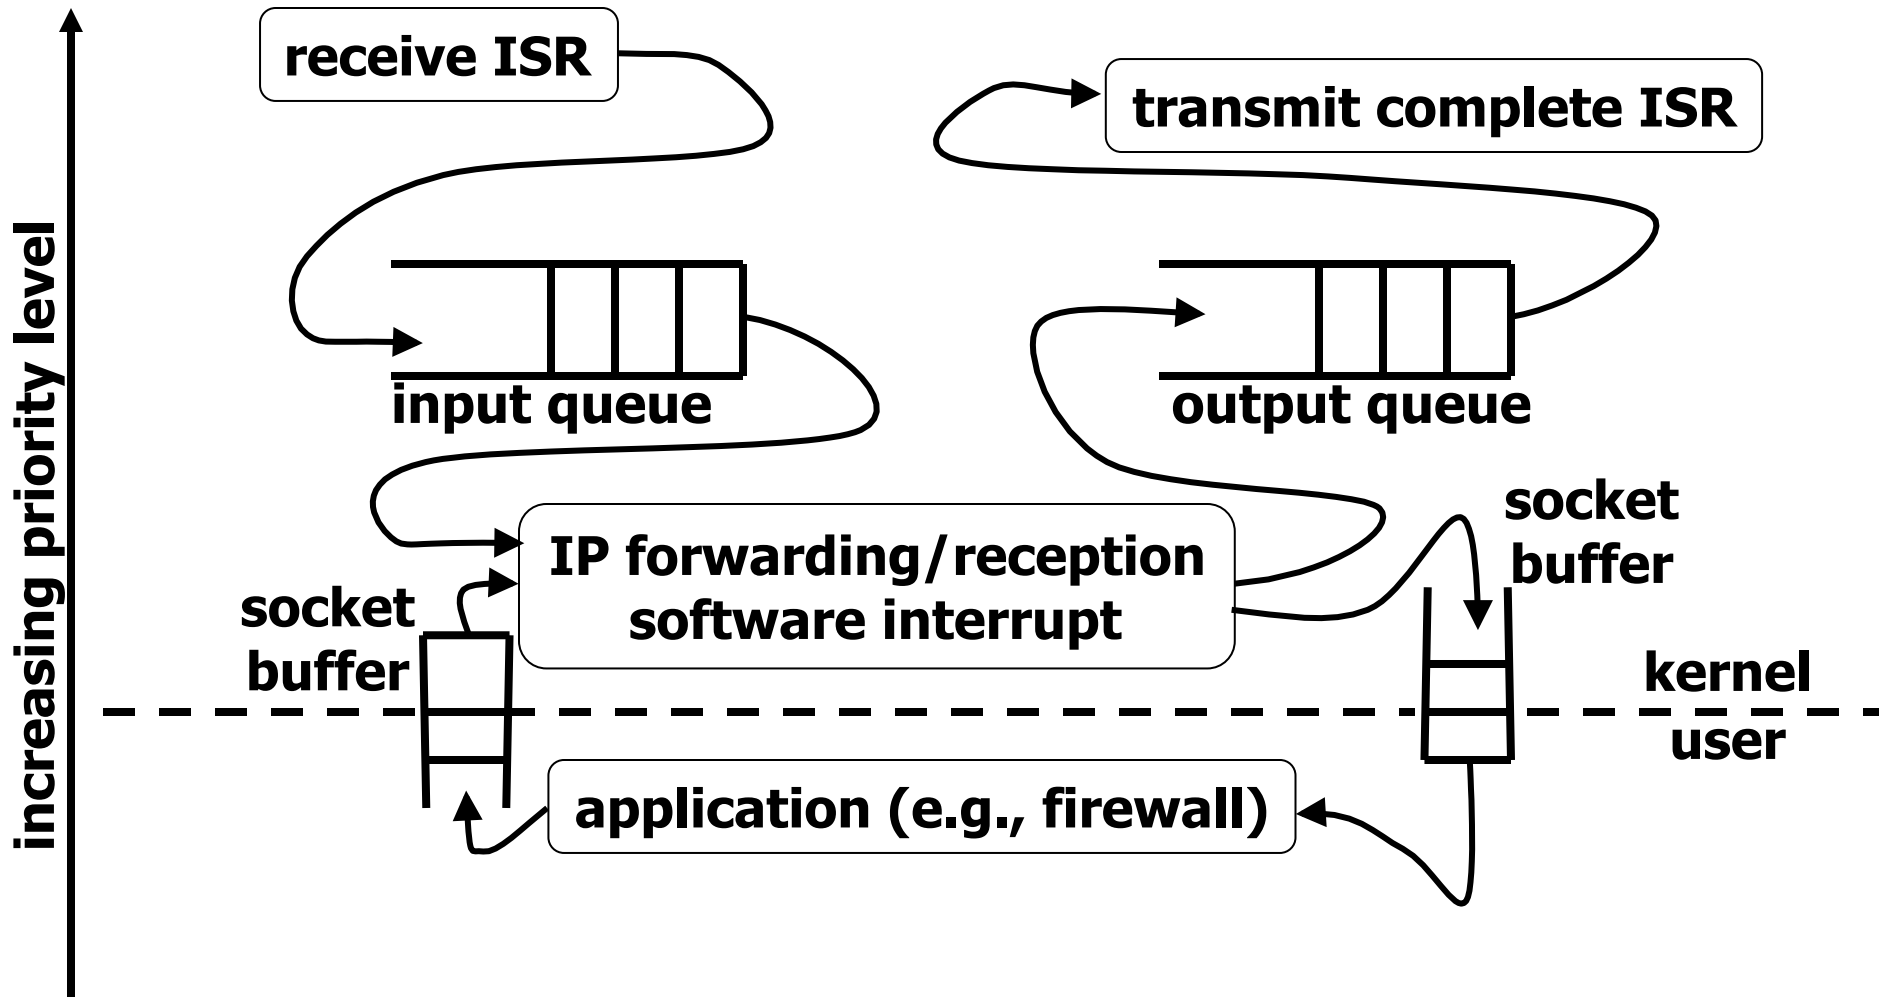 receive ISR
transmit complete ISR
increasing priority level
input queue
output queue
socket
buffer
IP forwarding/reception
software interrupt
socket
buffer
kernel
user
application (e.g., firewall)